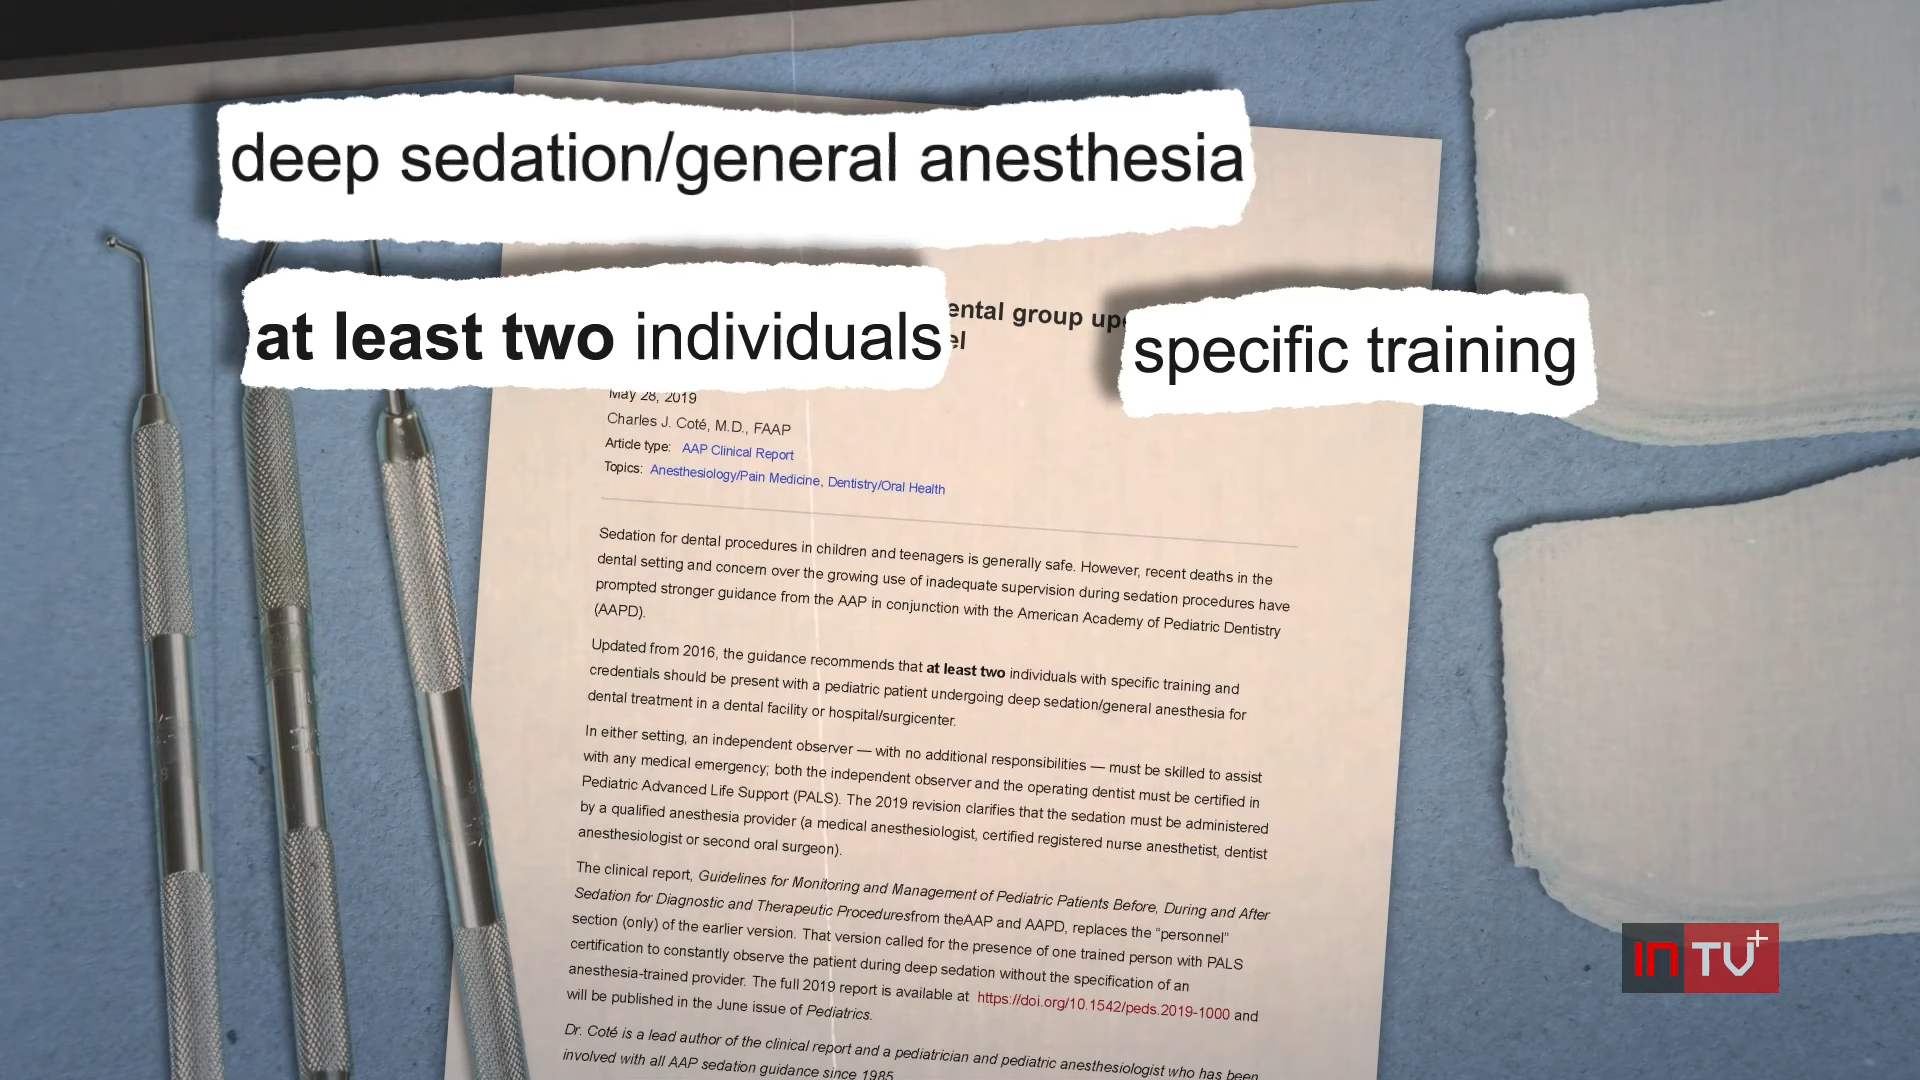 deep sedation/general anesthesia
at least two individuals
specific training
ental group
el
May 28, 2019
Charles J. Coté, M.D., FAAP
Article type: AAP Clinical Report
Topics: Anesthesiology/Pain Medicine, Dentistry/Oral Health
Sedation for dental procedures in children and teenagers is generally safe. However, recent deaths in the
dental setting and concern over the growing use of inadequate supervision during sedation procedures have
prompted stronger guidance from the AAP in conjunction with the American Academy of Pediatric Dentistry
(AAPD).
Updated from 2016, the guidance recommends that at least two individuals with specific training and
credentials should be present with a pediatric patient undergoing deep sedation/general anesthesia for
dental treatment in a dental facility or hospital/surgicenter.
In either setting, an independent observer — with no additional responsibilities — must be skilled to assist
with any medical emergency; both the independent observer and the operating dentist must be certified in
Pediatric Advanced Life Support (PALS). The 2019 revision clarifies that the sedation must be administered
by a qualified anesthesia provider (a medical anesthesiologist, certified registered nurse anesthetist, dentist
anesthesiologist or second oral surgeon).
The clinical report, Guidelines for Monitoring and Management of Pediatric Patients Before, During and After
Sedation for Diagnostic and Therapeutic Proceduresfrom theAAP and AAPD, replaces the “personnel”
section (only) of the earlier version. That version called for the presence of one trained person with PALS
certification to constantly observe the patient during deep sedation without the specification of an
anesthesia-trained provider. The full 2019 report is available at https://doi.org/10.1542/peds.2019-1000 and
will be published in the June issue of Pediatrics.
Dr. Coté is a lead author of the clinical report and a pediatrician and pediatric anesthesiologist who has been
involved with all AAP sedation guidance since 1985.
inTV+